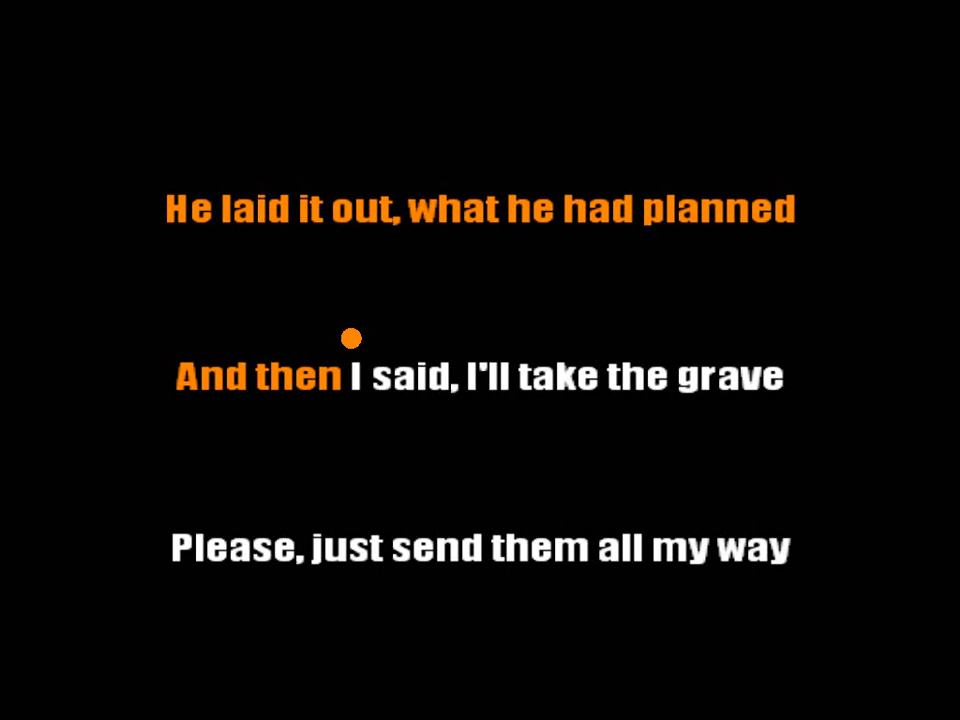 He laid it out, what he had planned
And then I said, I'll take the grave
Please, just send them all my way